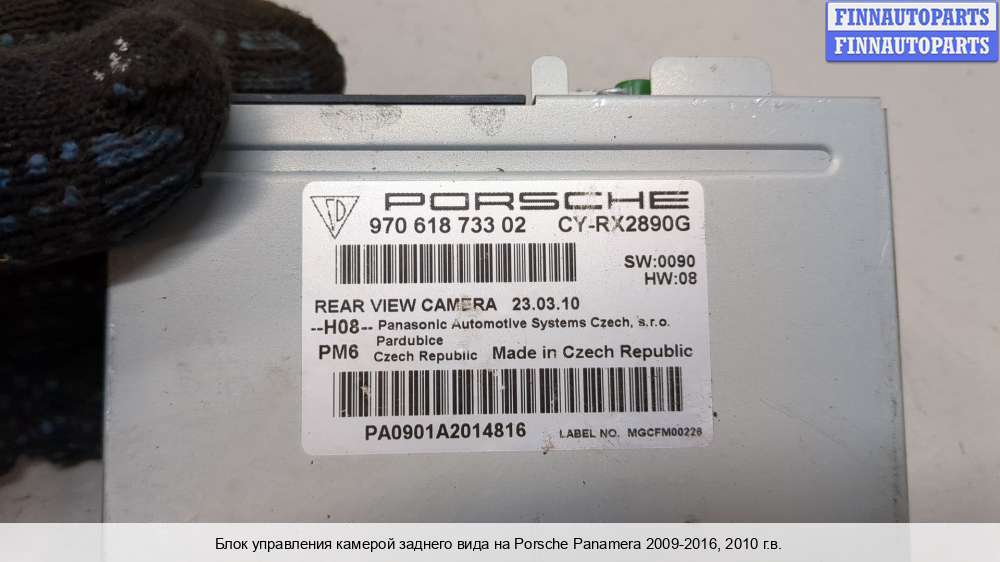 FINNAUTOPARTS
FINNAUTOPARTS
PORSCHE
970 618 733 02 CY-RX2890G
SW:0090
HW:08
REAR VIEW CAMERA 23.03.10
--H08-- Panasonic Automotive Systems Czech, s.r.o.
Pardubice
PM6 Czech Republic Made in Czech Republic
PA0901A2014816 LABEL NO. MGCFM00226
Блок управления камерой заднего вида на Porsche Panamera 2009-2016, 2010 г.в.